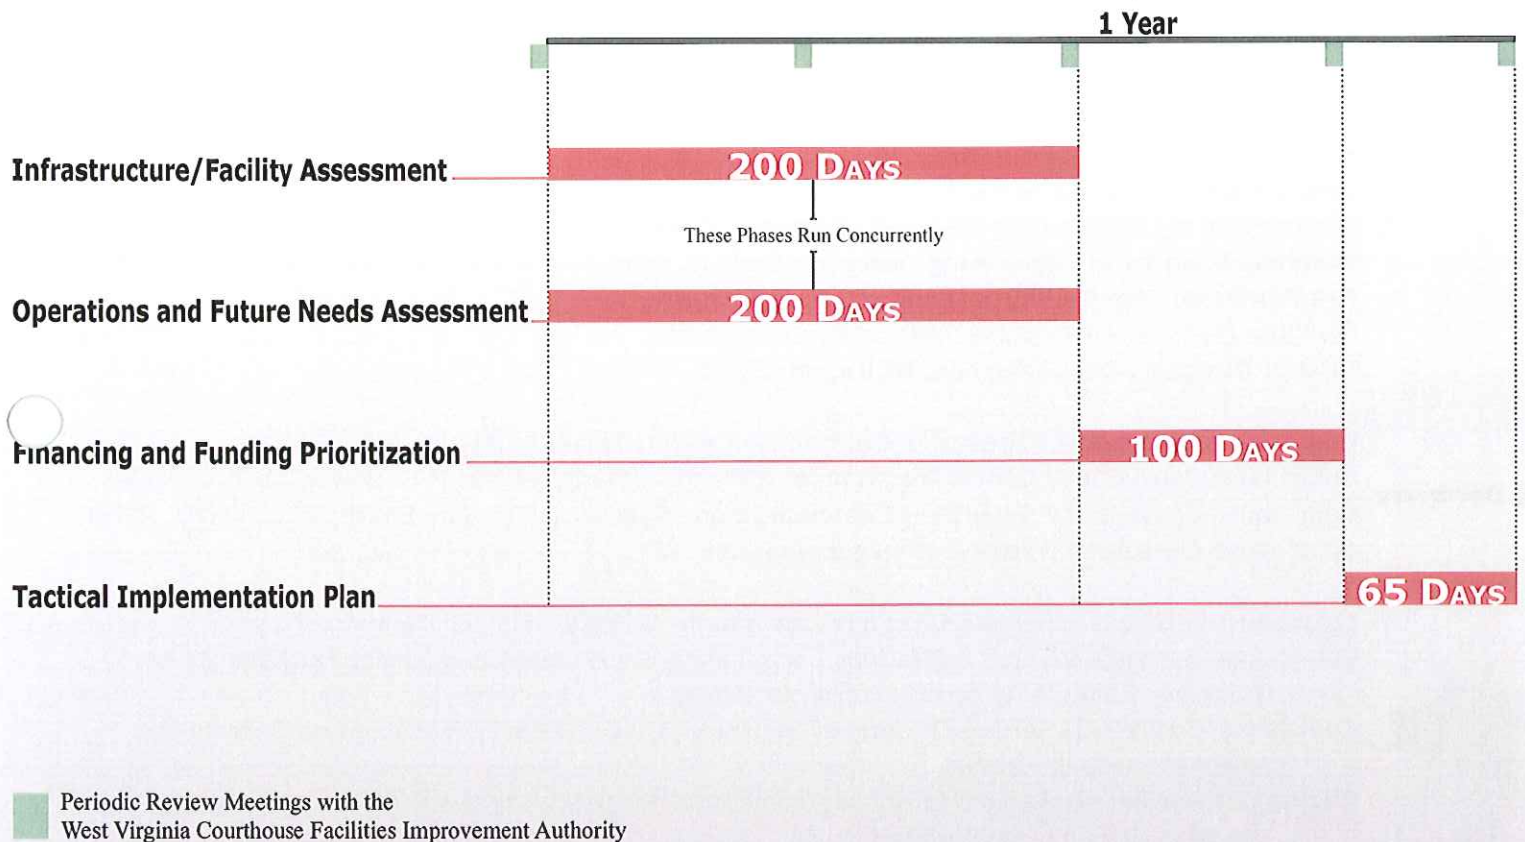 1 Year
Infrastructure/Facility Assessment
200 DAYS
These Phases Run Concurrently
Operations and Future Needs Assessment
200 DAYS
Financing and Funding Prioritization
100 DAYS
Tactical Implementation Plan
65 DAYS
Periodic Review Meetings with the
West Virginia Courthouse Facilities Improvement Authority